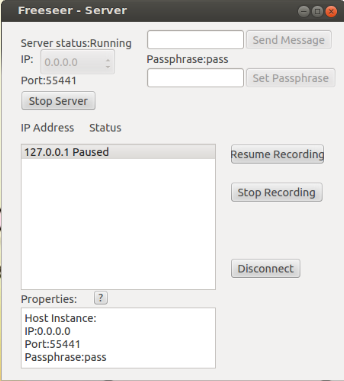 Freeseer - Server
Server status:Running
Send Message
IP:
0.0.0.0
Passphrase:pass
Port:55441
Set Passphrase
Stop Server
IP Address Status
127.0.0.1 Paused
Resume Recording
Stop Recording
Disconnect
Properties:
?
Host Instance:
IP:0.0.0.0
Port:55441
Passphrase:pass